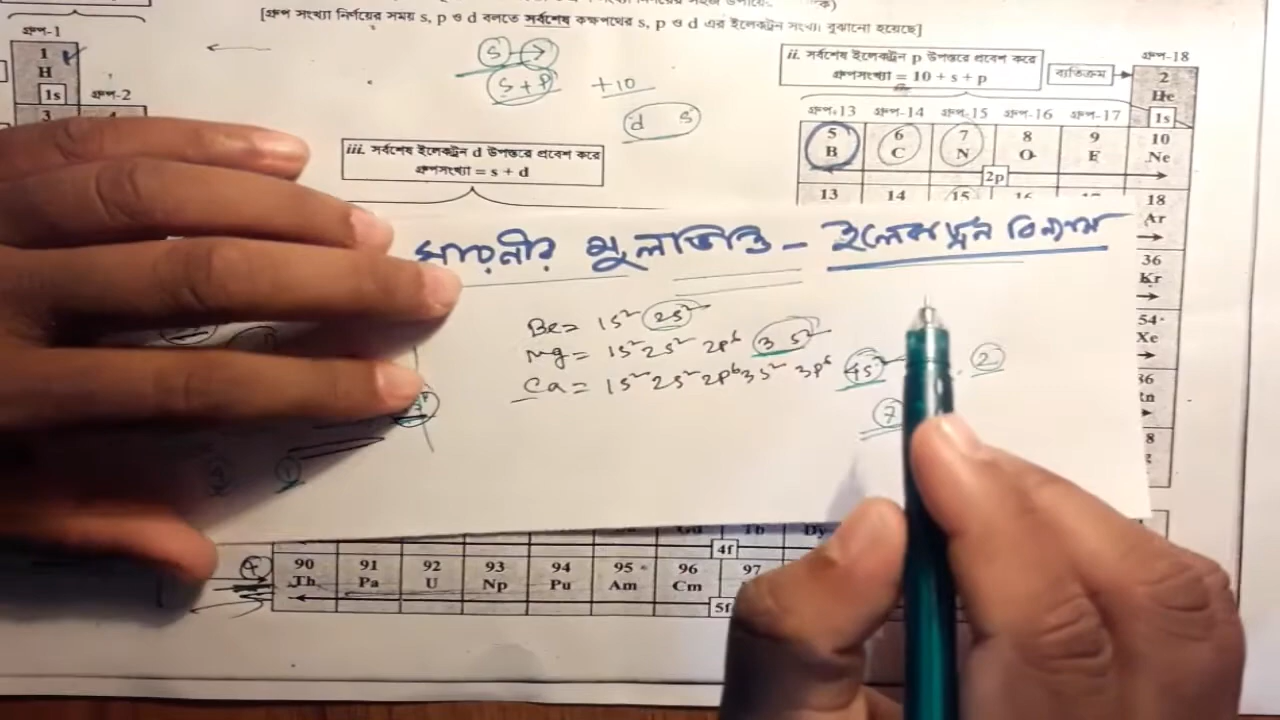 [গ্রুপ সংখ্যা নির্ণয়ের সময় s, p ও d বলতে সর্বশেষ কক্ষপথের s, p ও d এর ইলেকট্রন সংখ্যা বুঝানো হয়েছে]
গ্রুপ-1
1
H
1s
গ্রুপ-2
3
s
s + p +10
d s
ii. সর্বশেষ ইলেকট্রন p উপস্তরে প্রবেশ করে
গ্রুপসংখ্যা = 10 + s + p
ব্যতিক্রম
গ্রুপ-18
2
He
1s
গ্রুপ-13 গ্রুপ-14 গ্রুপ-15 গ্রুপ-16 গ্রুপ-17
5 6 7 8 9 10
B C N O F Ne
2p
13 14 15 16 18
Ar
36
Kr
54
Xe
iii. সর্বশেষ ইলেকট্রন d উপস্তরে প্রবেশ করে
গ্রুপসংখ্যা = s + d
সারনীর মূলভিত্তি – ইলেকট্রন বিন্যাস
Be= 1s² 2s²
Mg= 1s² 2s² 2p⁶ 3s²
Ca= 1s² 2s² 2p⁶ 3s² 3p⁶ 4s² 2
7
4f
4
90 91 92 93 94 95 96 97
Th Pa U Np Pu Am Cm
5f